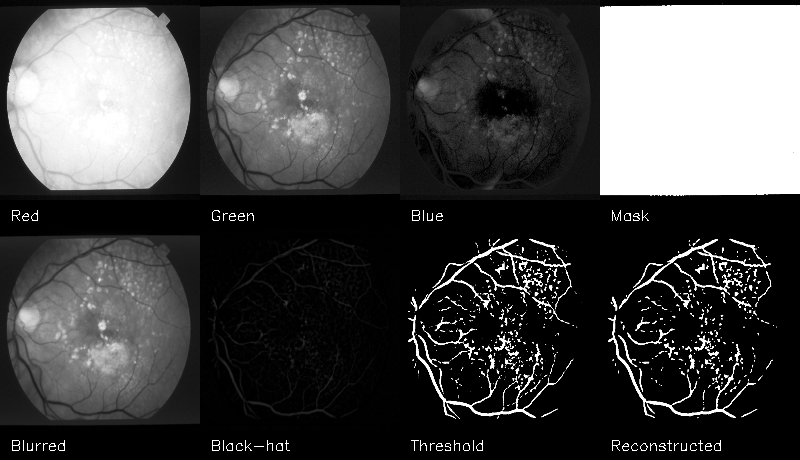 Red
Green
Blue
Mask
Blurred
Black-hat
Threshold
Reconstructed